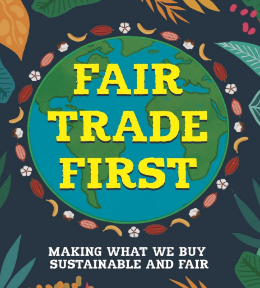 FAIR
TRADE
FIRST
MAKING WHAT WE BUY
SUSTAINABLE AND FAIR